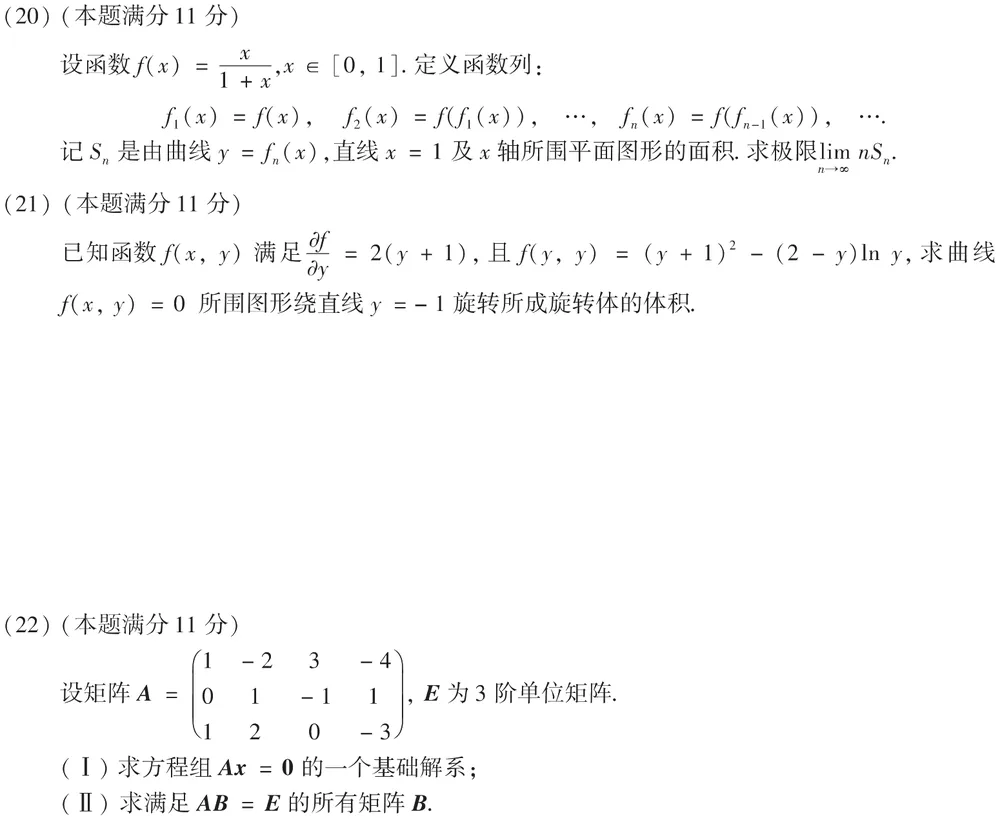 (20) (本题满分 11 分)
设函数 f(x) = \frac{x}{1 + x}, x ∈ [0, 1]. 定义函数列:
f₁(x) = f(x), f₂(x) = f(f₁(x)), …, fₙ(x) = f(fₙ₋₁(x)), ….
记 Sₙ 是由曲线 y = fₙ(x), 直线 x = 1 及 x 轴所围平面图形的面积. 求极限 \lim_{n→∞} nSₙ.
(21) (本题满分 11 分)
已知函数 f(x, y) 满足 \frac{∂f}{∂y} = 2(y + 1), 且 f(y, y) = (y + 1)² - (2 - y)ln y, 求曲线
f(x, y) = 0 所围图形绕直线 y = -1 旋转所成旋转体的体积.
(22) (本题满分 11 分)
设矩阵 A = \begin{pmatrix} 1 & -2 & 3 & -4 \\ 0 & 1 & -1 & 1 \\ 1 & 2 & 0 & -3 \end{pmatrix}, E 为 3 阶单位矩阵.
(Ⅰ) 求方程组 Ax = 0 的一个基础解系;
(Ⅱ) 求满足 AB = E 的所有矩阵 B.